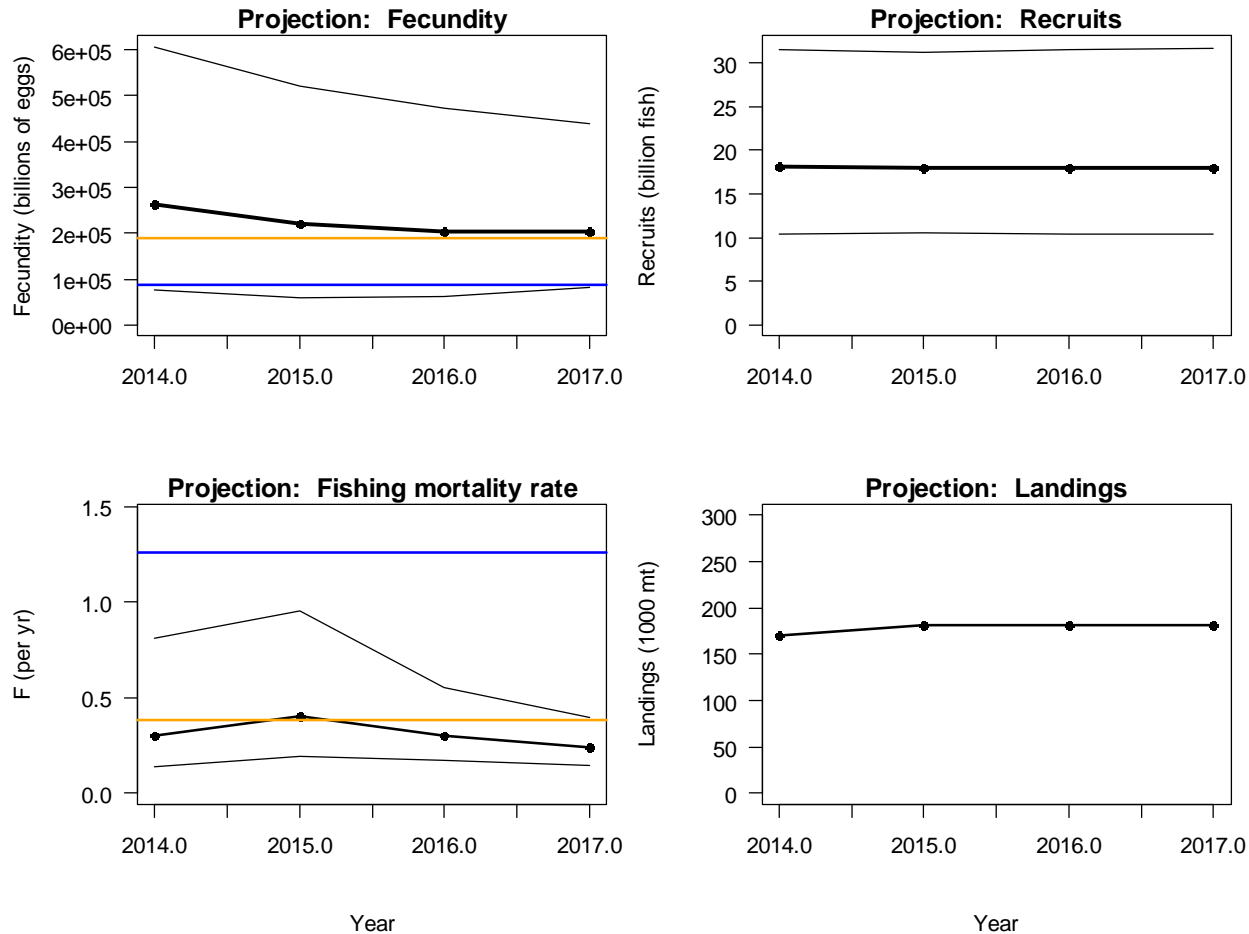 Projection:  Fecundity
Fecundity (billions of eggs)
6e+05
5e+05
4e+05
3e+05
2e+05
1e+05
0e+00
2014.0 2015.0 2016.0 2017.0
Projection:  Recruits
Recruits (billion fish)
30
25
20
15
10
5
0
2014.0 2015.0 2016.0 2017.0
Projection:  Fishing mortality rate
F (per yr)
1.5
1.0
0.5
0.0
2014.0 2015.0 2016.0 2017.0
Year
Projection:  Landings
Landings (1000 mt)
300
250
200
150
100
50
0
2014.0 2015.0 2016.0 2017.0
Year